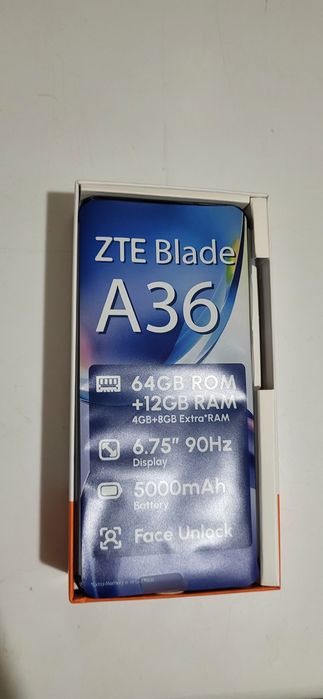 ZTE Blade
A36
64GB ROM
+12GB RAM
4GB+8GB Extra*RAM
6.75" 90Hz
Display
5000mAh
Battery
Face Unlock